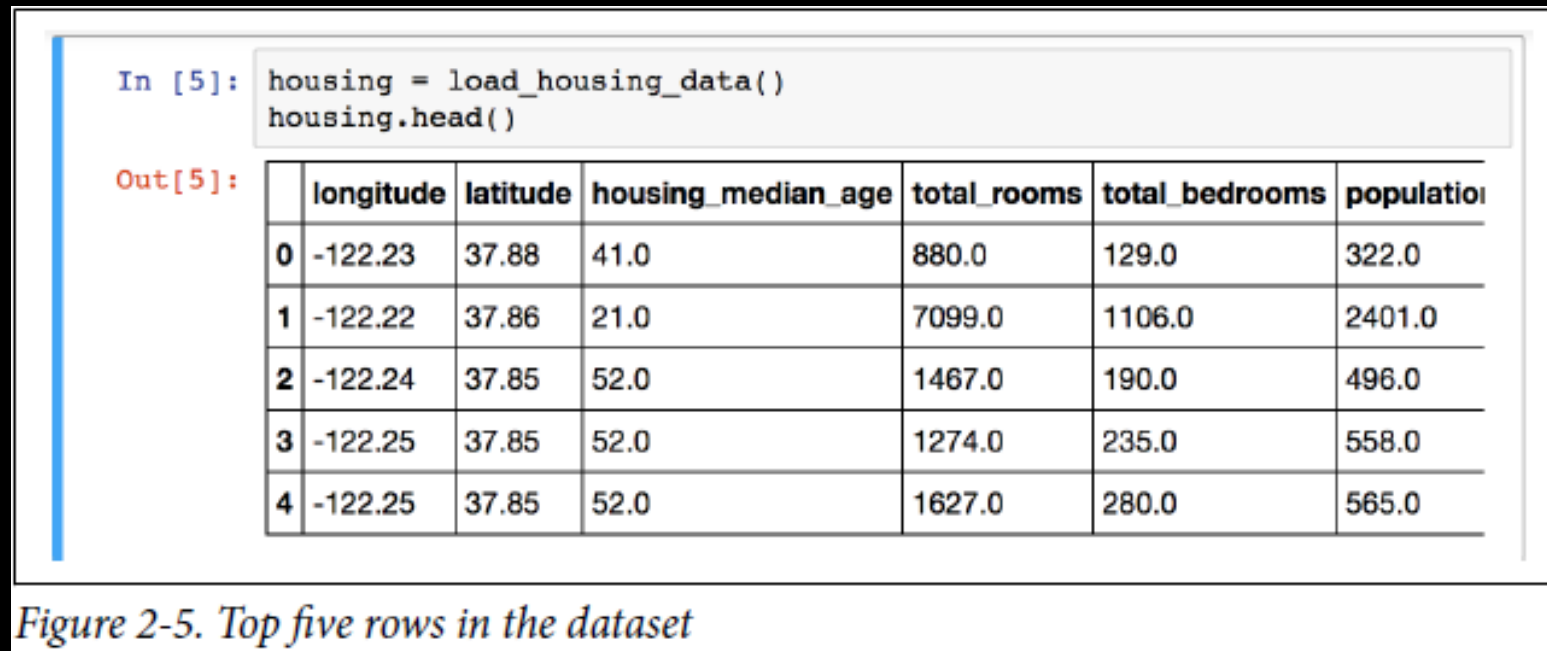 In [5]: housing = load_housing_data()
housing.head()
Out[5]: longitude latitude housing_median_age total_rooms total_bedrooms populatio
0 -122.23 37.88 41.0 880.0 129.0 322.0
1 -122.22 37.86 21.0 7099.0 1106.0 2401.0
2 -122.24 37.85 52.0 1467.0 190.0 496.0
3 -122.25 37.85 52.0 1274.0 235.0 558.0
4 -122.25 37.85 52.0 1627.0 280.0 565.0
Figure 2-5. Top five rows in the dataset